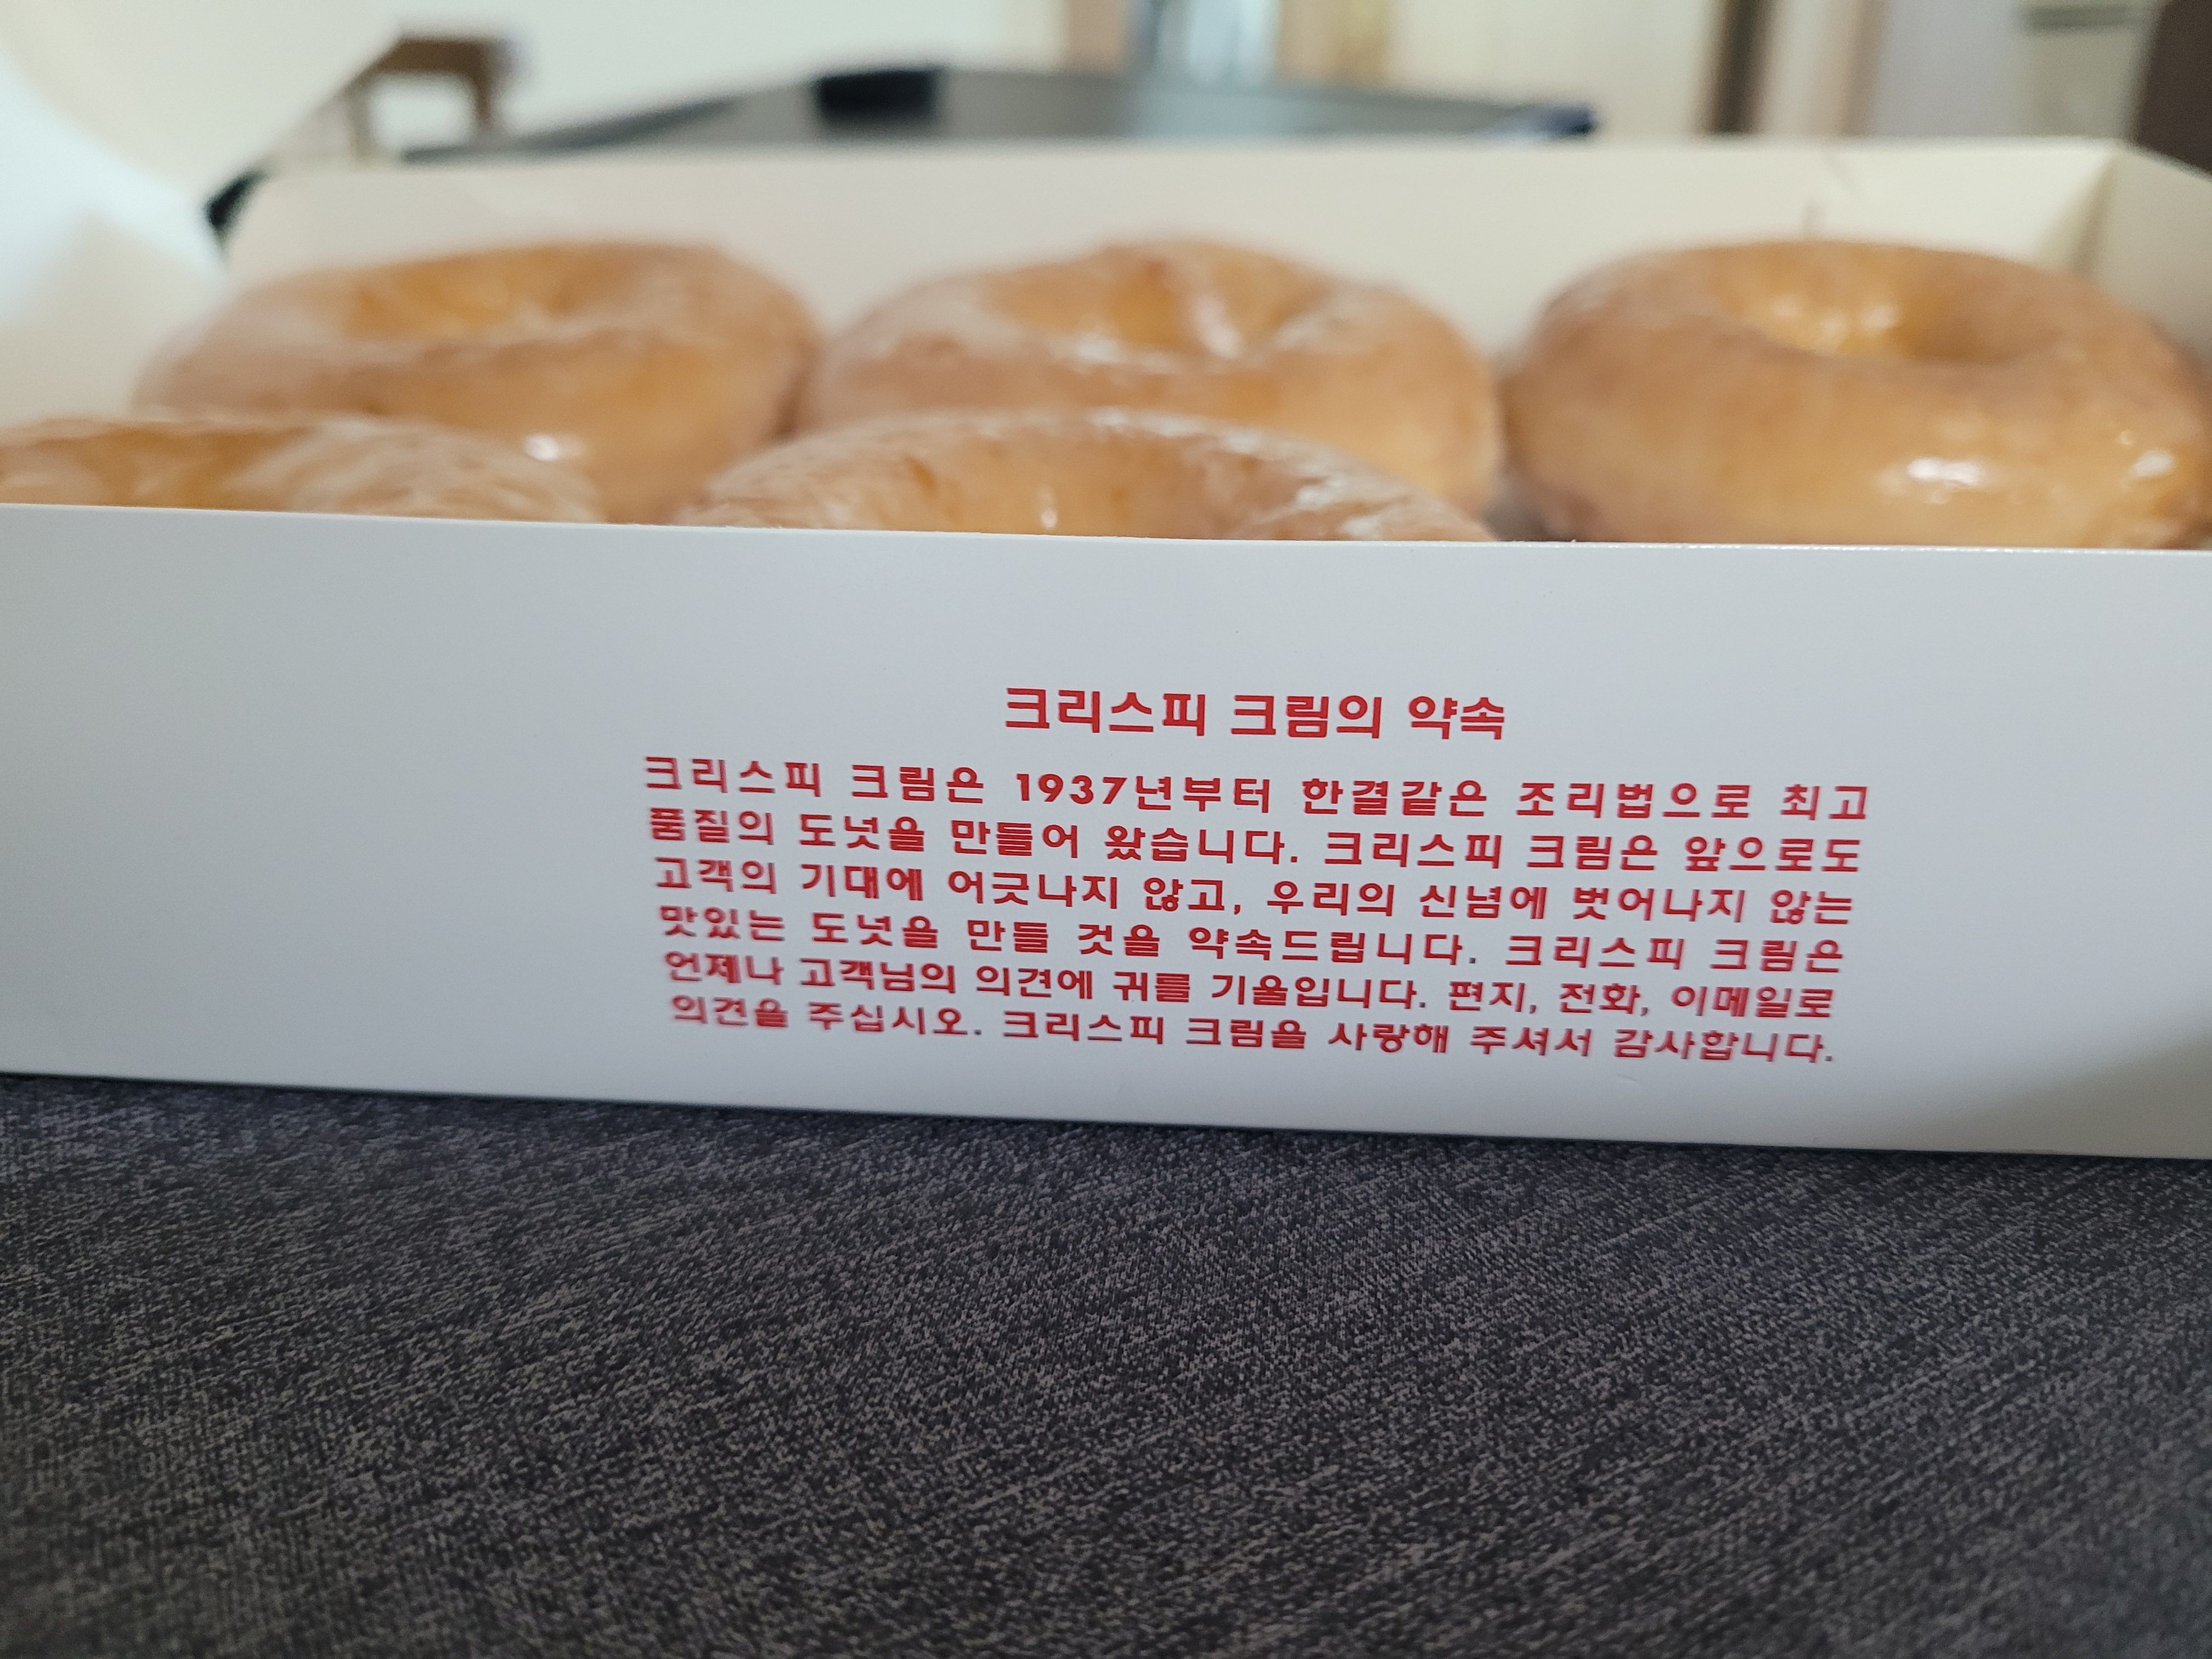 크리스피 크림의 약속
크리스피 크림은 1937년부터 한결같은 조리법으로 최고
품질의 도넛을 만들어 왔습니다. 크리스피 크림은 앞으로도
고객의 기대에 어긋나지 않고, 우리의 신념에 벗어나지 않는
맛있는 도넛을 만들 것을 약속드립니다. 크리스피 크림은
언제나 고객님의 의견에 귀를 기울입니다. 편지, 전화, 이메일로
의견을 주십시오. 크리스피 크림을 사랑해 주셔서 감사합니다.